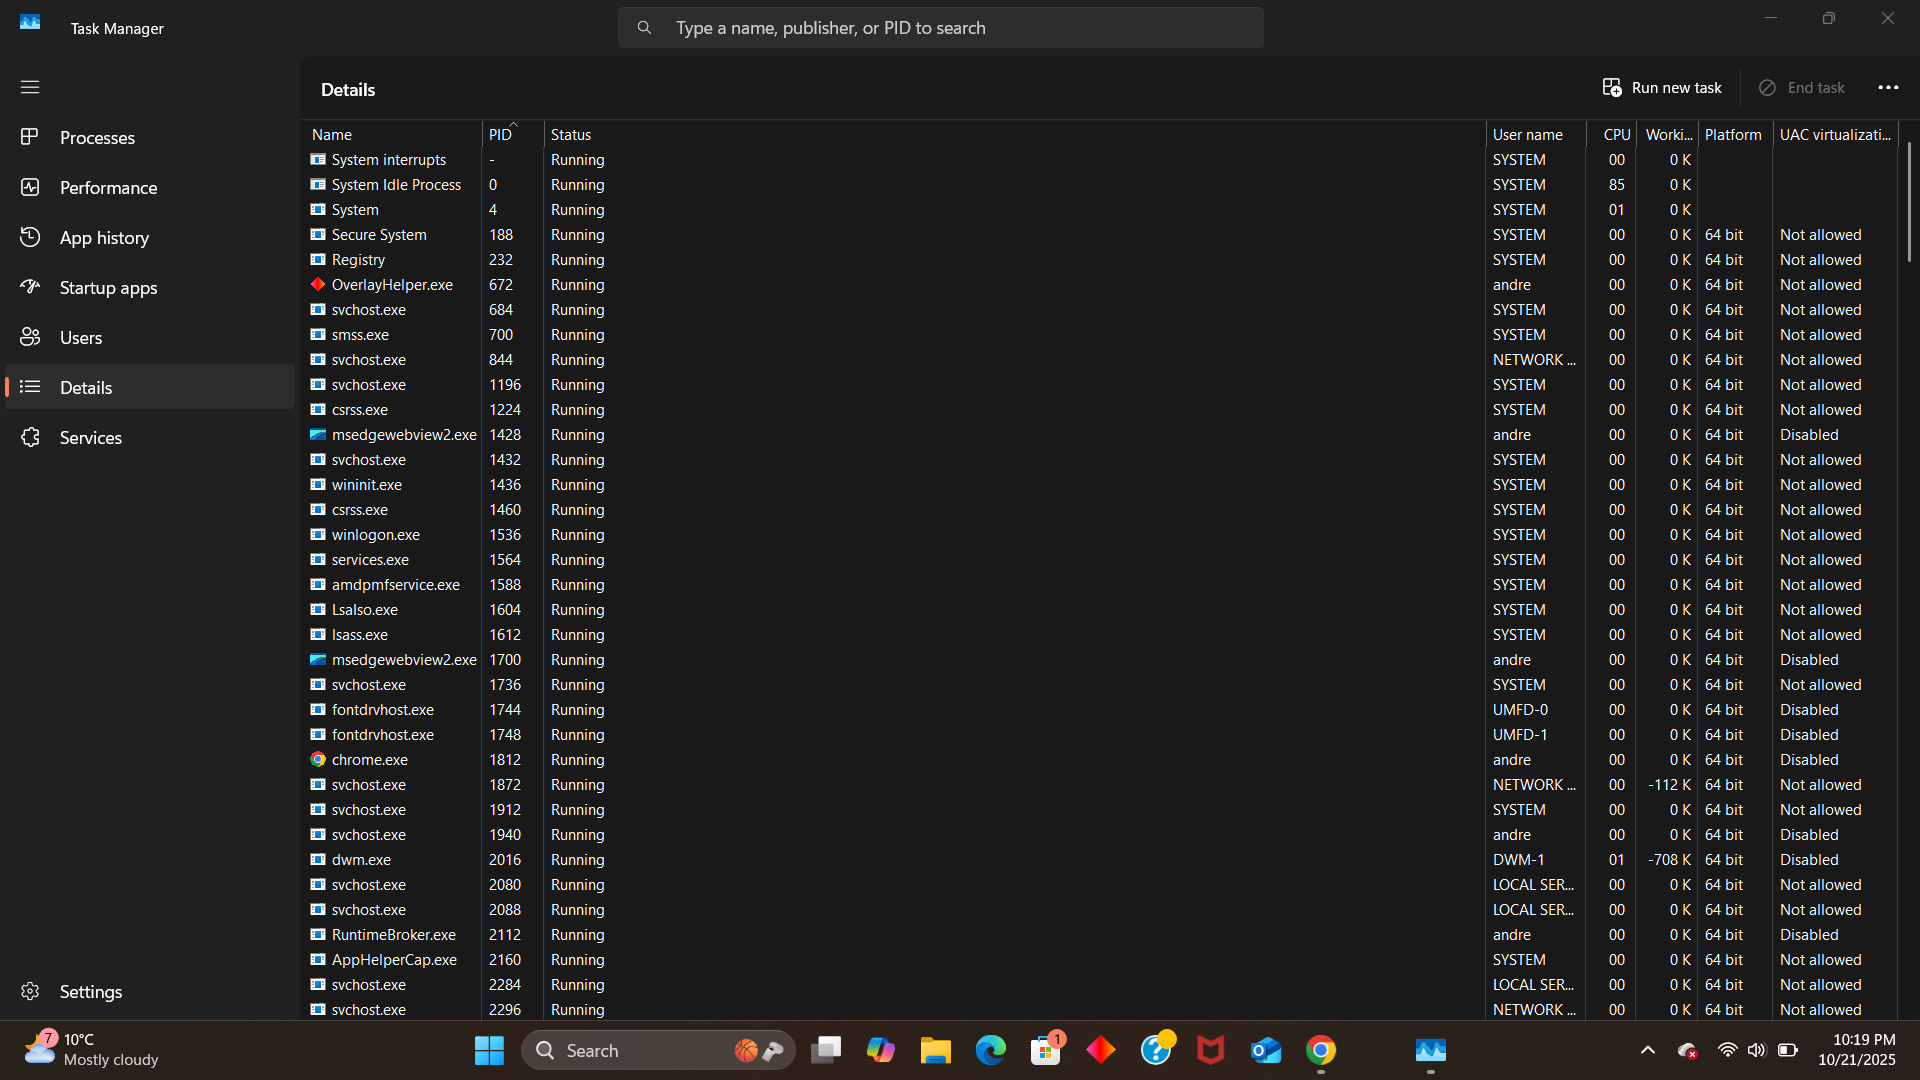 Task Manager
Type a name, publisher, or PID to search
Details
Run new task
End task
Processes
Performance
App history
Startup apps
Users
Details
Services
Settings
Name PID Status User name CPU Worki... Platform UAC virtualizati...
System interrupts - Running SYSTEM 00 0 K
System Idle Process 0 Running SYSTEM 85 0 K
System 4 Running SYSTEM 01 0 K
Secure System 188 Running SYSTEM 00 0 K 64 bit Not allowed
Registry 232 Running SYSTEM 00 0 K 64 bit Not allowed
OverlayHelper.exe 672 Running andre 00 0 K 64 bit Not allowed
svchost.exe 684 Running SYSTEM 00 0 K 64 bit Not allowed
smss.exe 700 Running SYSTEM 00 0 K 64 bit Not allowed
svchost.exe 844 Running NETWORK ... 00 0 K 64 bit Not allowed
svchost.exe 1196 Running SYSTEM 00 0 K 64 bit Not allowed
csrss.exe 1224 Running SYSTEM 00 0 K 64 bit Not allowed
msedgewebview2.exe 1428 Running andre 00 0 K 64 bit Disabled
svchost.exe 1432 Running SYSTEM 00 0 K 64 bit Not allowed
wininit.exe 1436 Running SYSTEM 00 0 K 64 bit Not allowed
csrss.exe 1460 Running SYSTEM 00 0 K 64 bit Not allowed
winlogon.exe 1536 Running SYSTEM 00 0 K 64 bit Not allowed
services.exe 1564 Running SYSTEM 00 0 K 64 bit Not allowed
amdpmfservice.exe 1588 Running SYSTEM 00 0 K 64 bit Not allowed
LsaIso.exe 1604 Running SYSTEM 00 0 K 64 bit Not allowed
lsass.exe 1612 Running SYSTEM 00 0 K 64 bit Not allowed
msedgewebview2.exe 1700 Running andre 00 0 K 64 bit Disabled
svchost.exe 1736 Running SYSTEM 00 0 K 64 bit Not allowed
fontdrvhost.exe 1744 Running UMFD-0 00 0 K 64 bit Disabled
fontdrvhost.exe 1748 Running UMFD-1 00 0 K 64 bit Disabled
chrome.exe 1812 Running andre 00 0 K 64 bit Disabled
svchost.exe 1872 Running NETWORK ... 00 -112 K 64 bit Not allowed
svchost.exe 1912 Running SYSTEM 00 0 K 64 bit Not allowed
svchost.exe 1940 Running andre 00 0 K 64 bit Disabled
dwm.exe 2016 Running DWM-1 01 -708 K 64 bit Disabled
svchost.exe 2080 Running LOCAL SER... 00 0 K 64 bit Not allowed
svchost.exe 2088 Running LOCAL SER... 00 0 K 64 bit Not allowed
RuntimeBroker.exe 2112 Running andre 00 0 K 64 bit Disabled
AppHelperCap.exe 2160 Running SYSTEM 00 0 K 64 bit Not allowed
svchost.exe 2284 Running LOCAL SER... 00 0 K 64 bit Not allowed
svchost.exe 2296 Running NETWORK ... 00 0 K 64 bit Not allowed
7
10°C
Mostly cloudy
Search
1
10:19 PM
10/21/2025